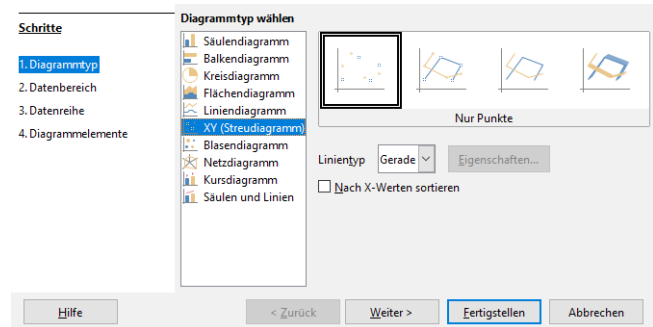 Schritte
1. Diagrammtyp
2. Datenbereich
3. Datenreihe
4. Diagrammelemente
Diagrammtyp wählen
Säulendiagramm
Balkendiagramm
Kreisdiagramm
Flächendiagramm
Liniendiagramm
XY (Streudiagramm)
Blasendiagramm
Netzdiagramm
Kursdiagramm
Säulen und Linien
Nur Punkte
Linientyp Gerade Eigenschaften...
Nach X-Werten sortieren
Hilfe < Zurück Weiter > Fertigstellen Abbrechen